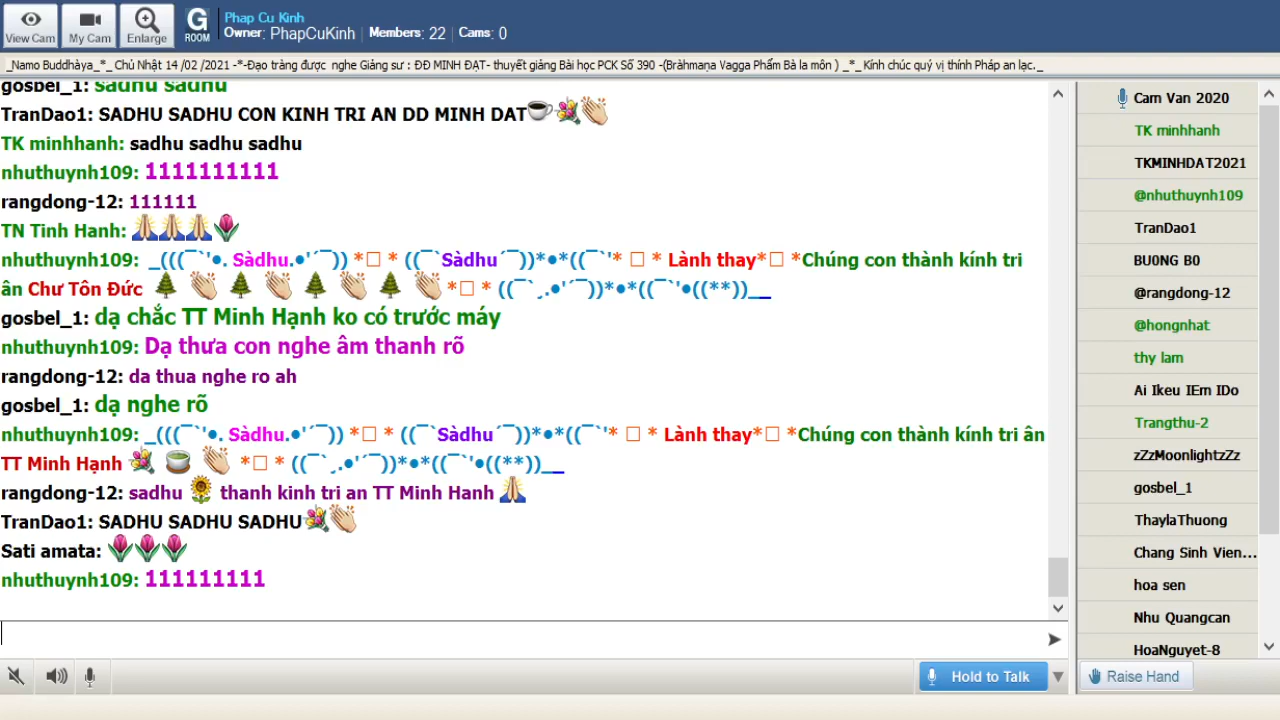 View Cam
My Cam
Enlarge
G
ROOM
Phap Cu Kinh
Owner: PhapCuKinh | Members: 22 | Cams: 0
_Namo Buddhàya_*_ Chủ Nhật 14 /02 /2021 -*-Đạo tràng được nghe Giảng sư : ĐĐ MINH ĐẠT- thuyết giảng Bài học PCK Số 390 -(Bràhmaṇa Vagga Phẩm Bà la môn ) _*_ Kính chúc quý vị thính Pháp an lạc._
gosbel_1: sadhu sadhu
TranDao1: SADHU SADHU CON KINH TRI AN DD MINH DAT
TK minhhanh: sadhu sadhu sadhu
nhuthuynh109: 1111111111
rangdong-12: 111111
TN Tinh Hanh:
nhuthuynh109: _(((¯`'•. Sàdhu.•'´¯)) *□ * ((¯`Sàdhu´¯))*•*((¯`'* □ * Lành thay*□ *Chúng con thành kính tri
ân Chư Tôn Đức *□ * ((¯`¸.•'´¯))*•*((¯`'•((**))__
gosbel_1: dạ chắc TT Minh Hạnh ko có trước máy
nhuthuynh109: Dạ thưa con nghe âm thanh rõ
rangdong-12: da thua nghe ro ah
gosbel_1: dạ nghe rõ
nhuthuynh109: _(((¯`'•. Sàdhu.•'´¯)) *□ * ((¯`Sàdhu´¯))*•*((¯`'* □ * Lành thay*□ *Chúng con thành kính tri ân
TT Minh Hạnh *□ * ((¯`¸.•'´¯))*•*((¯`'•((**))__
rangdong-12: sadhu thanh kinh tri an TT Minh Hanh
TranDao1: SADHU SADHU SADHU
Sati amata:
nhuthuynh109: 111111111
Hold to Talk
Cam Van 2020
TK minhhanh
TKMINHDAT2021
@nhuthuynh109
TranDao1
BU0NG B0
@rangdong-12
@hongnhat
thy lam
Ai Ikeu IEm IDo
Trangthu-2
zZzMoonlightzZz
gosbel_1
ThaylaThuong
Chang Sinh Vien...
hoa sen
Nhu Quangcan
HoaNguyet-8
Raise Hand